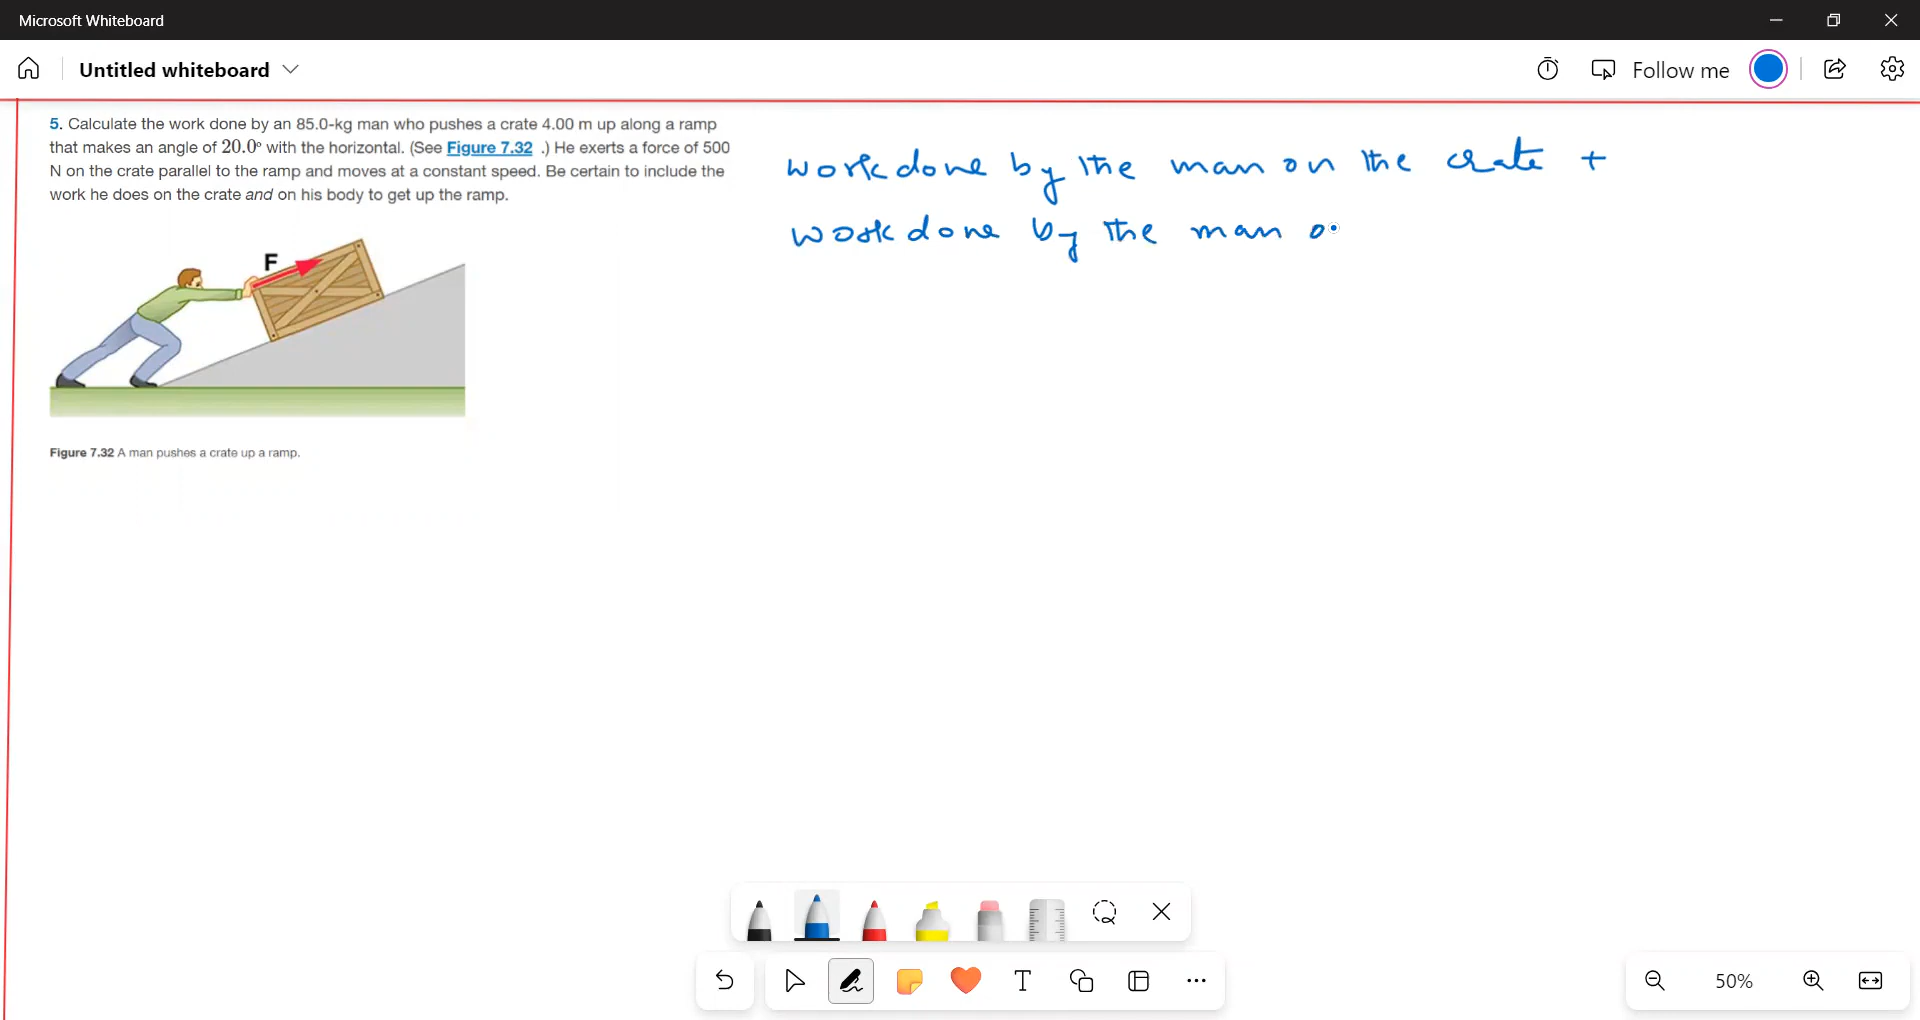 Microsoft Whiteboard
Untitled whiteboard
Follow me
5. Calculate the work done by an 85.0-kg man who pushes a crate 4.00 m up along a ramp
that makes an angle of 20.0° with the horizontal. (See Figure 7.32 .) He exerts a force of 500
N on the crate parallel to the ramp and moves at a constant speed. Be certain to include the
work he does on the crate and on his body to get up the ramp.
workdone by the man on the crate +
workdone by the man o
F
Figure 7.32 A man pushes a crate up a ramp.
50%